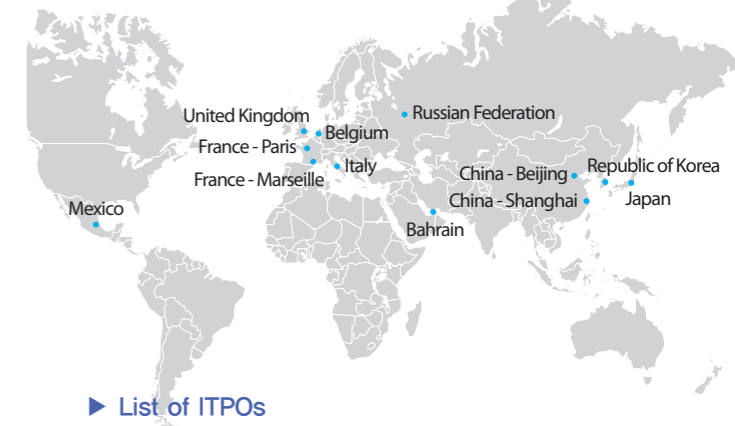 Russian Federation
United Kingdom
Belgium
France - Paris
Italy
France - Marseille
China - Beijing
Republic of Korea
China - Shanghai
Japan
Mexico
Bahrain
▶ List of ITPOs